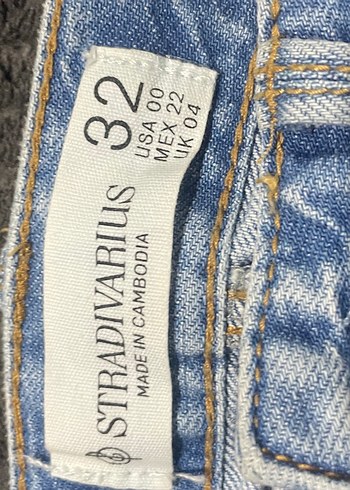 STRADIVARIUS
MADE IN CAMBODIA
32
USA 00
MEX 22
UK 04